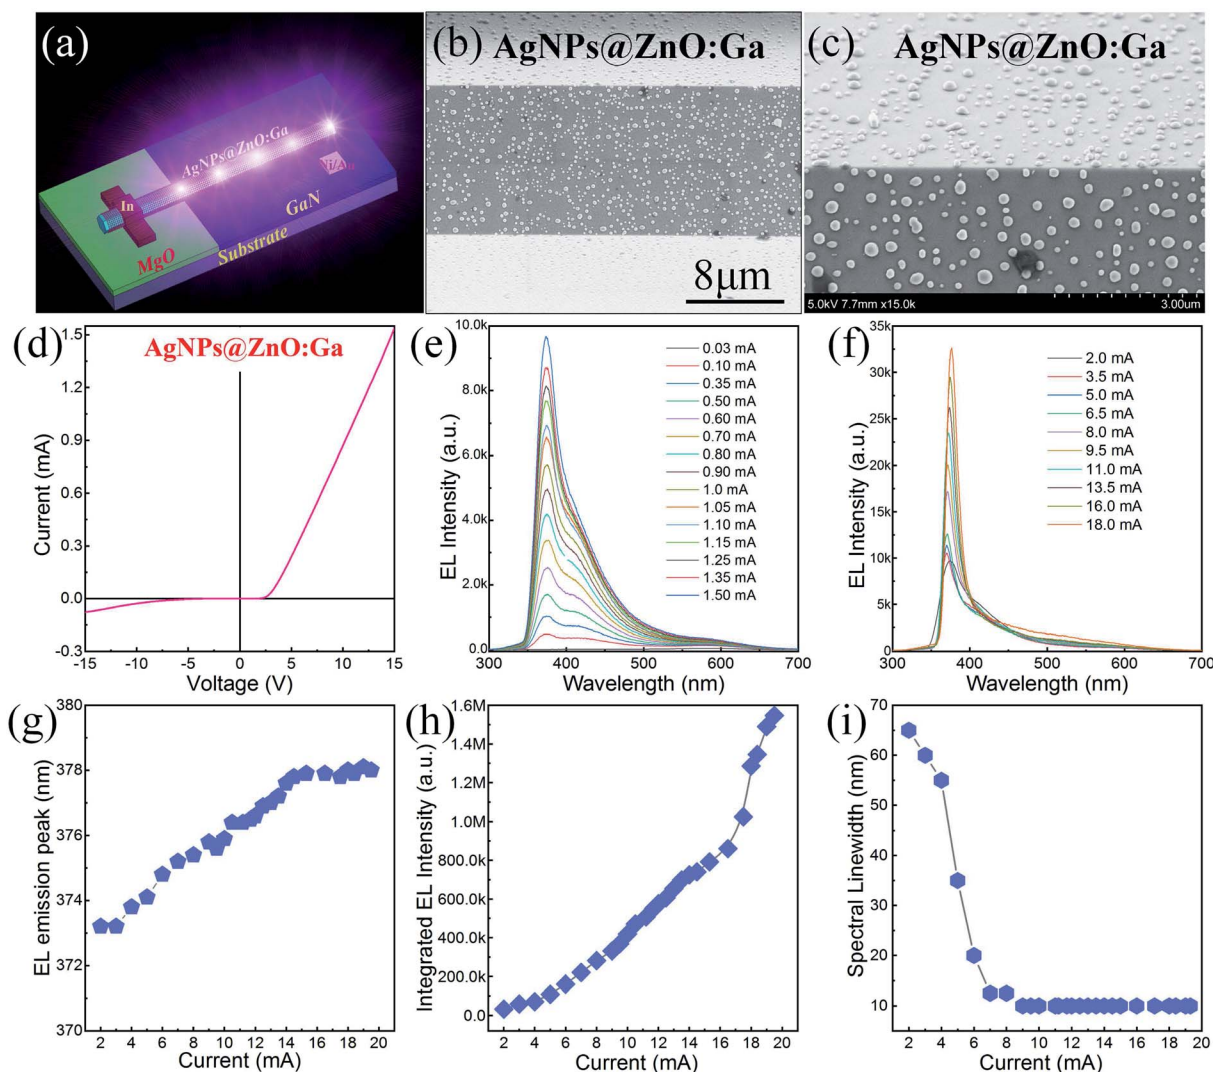 (a)
AgNPs@ZnO:Ga
In
Ni/Au
GaN
MgO
Substrate
(b)
AgNPs@ZnO:Ga
8μm
(c)
AgNPs@ZnO:Ga
5.0kV 7.7mm x15.0k
3.00um
(d)
AgNPs@ZnO:Ga
1.5
1.2
0.9
0.6
0.3
0.0
-0.3
Current (mA)
-15 -10 -5 0 5 10 15
Voltage (V)
(e)
10.0k
8.0k
6.0k
4.0k
2.0k
0.0
EL Intensity (a.u.)
0.03 mA
0.10 mA
0.35 mA
0.50 mA
0.60 mA
0.70 mA
0.80 mA
0.90 mA
1.0 mA
1.05 mA
1.10 mA
1.15 mA
1.25 mA
1.35 mA
1.50 mA
300 400 500 600 700
Wavelength (nm)
(f)
35k
30k
25k
20k
15k
10k
5k
0
EL Intensity (a.u.)
2.0 mA
3.5 mA
5.0 mA
6.5 mA
8.0 mA
9.5 mA
11.0 mA
13.5 mA
16.0 mA
18.0 mA
300 400 500 600 700
Wavelength (nm)
(g)
380
378
376
374
372
370
EL emission peak (nm)
2 4 6 8 10 12 14 16 18 20
Current (mA)
(h)
1.6M
1.4M
1.2M
1.0M
800.0k
600.0k
400.0k
200.0k
0.0
Integrated EL Intensity (a.u.)
2 4 6 8 10 12 14 16 18 20
Current (mA)
(i)
70
60
50
40
30
20
10
Spectral Linewidth (nm)
2 4 6 8 10 12 14 16 18 20
Current (mA)